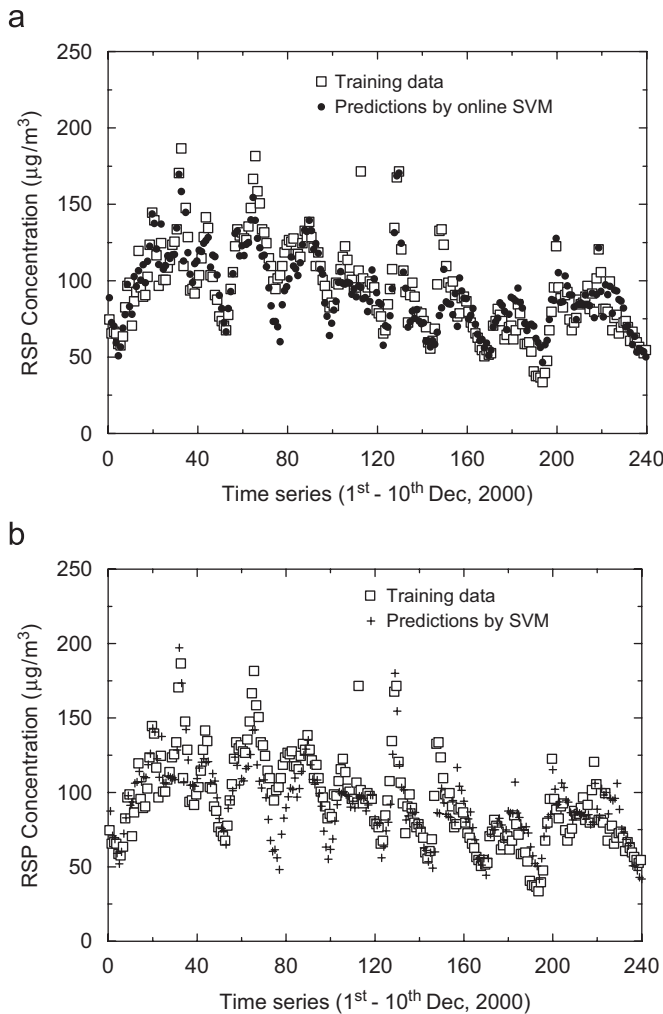 a
250
200
150
100
50
0
RSP Concentration (μg/m³)
Training data
Predictions by online SVM
0 40 80 120 160 200 240
Time series (1st - 10th Dec, 2000)
b
250
200
150
100
50
0
RSP Concentration (μg/m³)
Training data
Predictions by SVM
0 40 80 120 160 200 240
Time series (1st - 10th Dec, 2000)